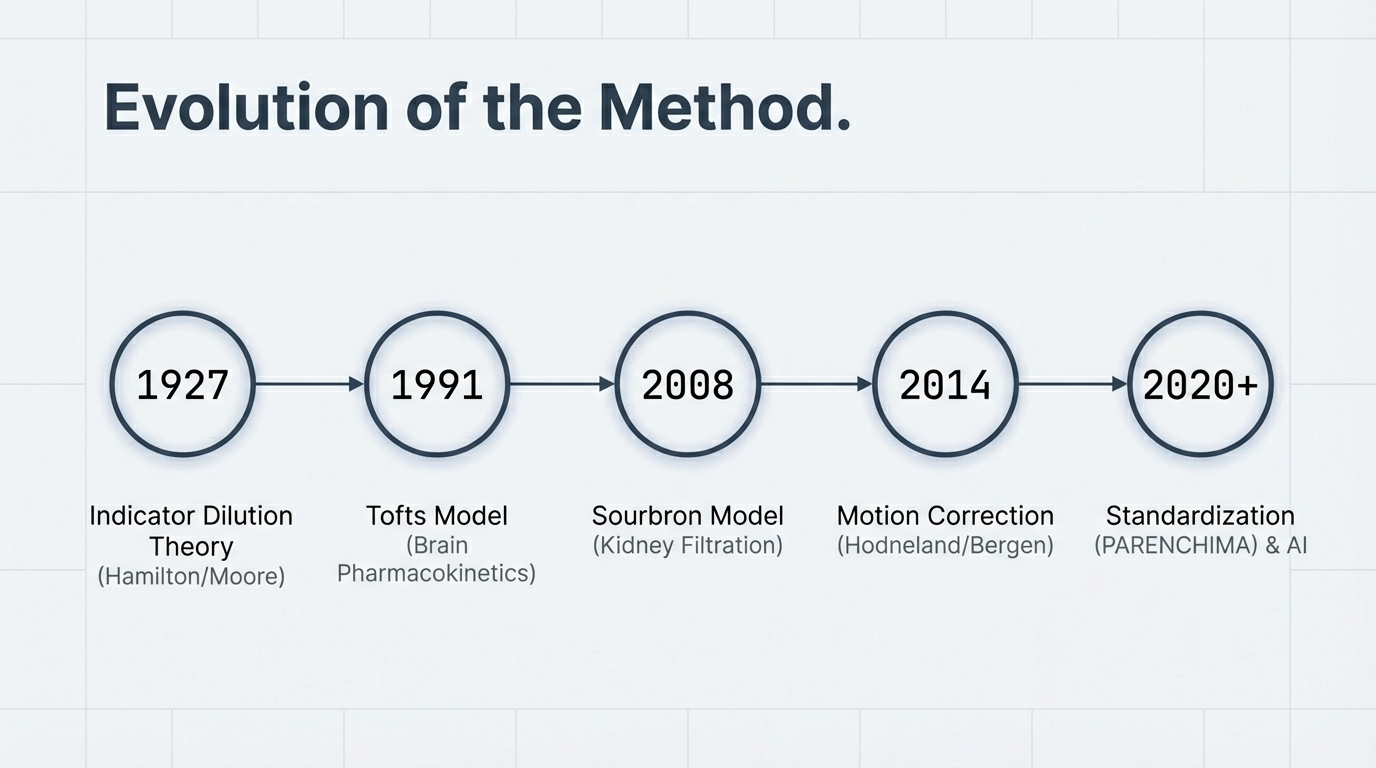 Evolution of the Method.
1927
1991
2008
2014
2020+
Indicator Dilution
Theory
(Hamilton/Moore)
Tofts Model
(Brain
Pharmacokinetics)
Sourbron Model
(Kidney Filtration)
Motion Correction
(Hodneland/Bergen)
Standardization
(PARENCHIMA) & AI